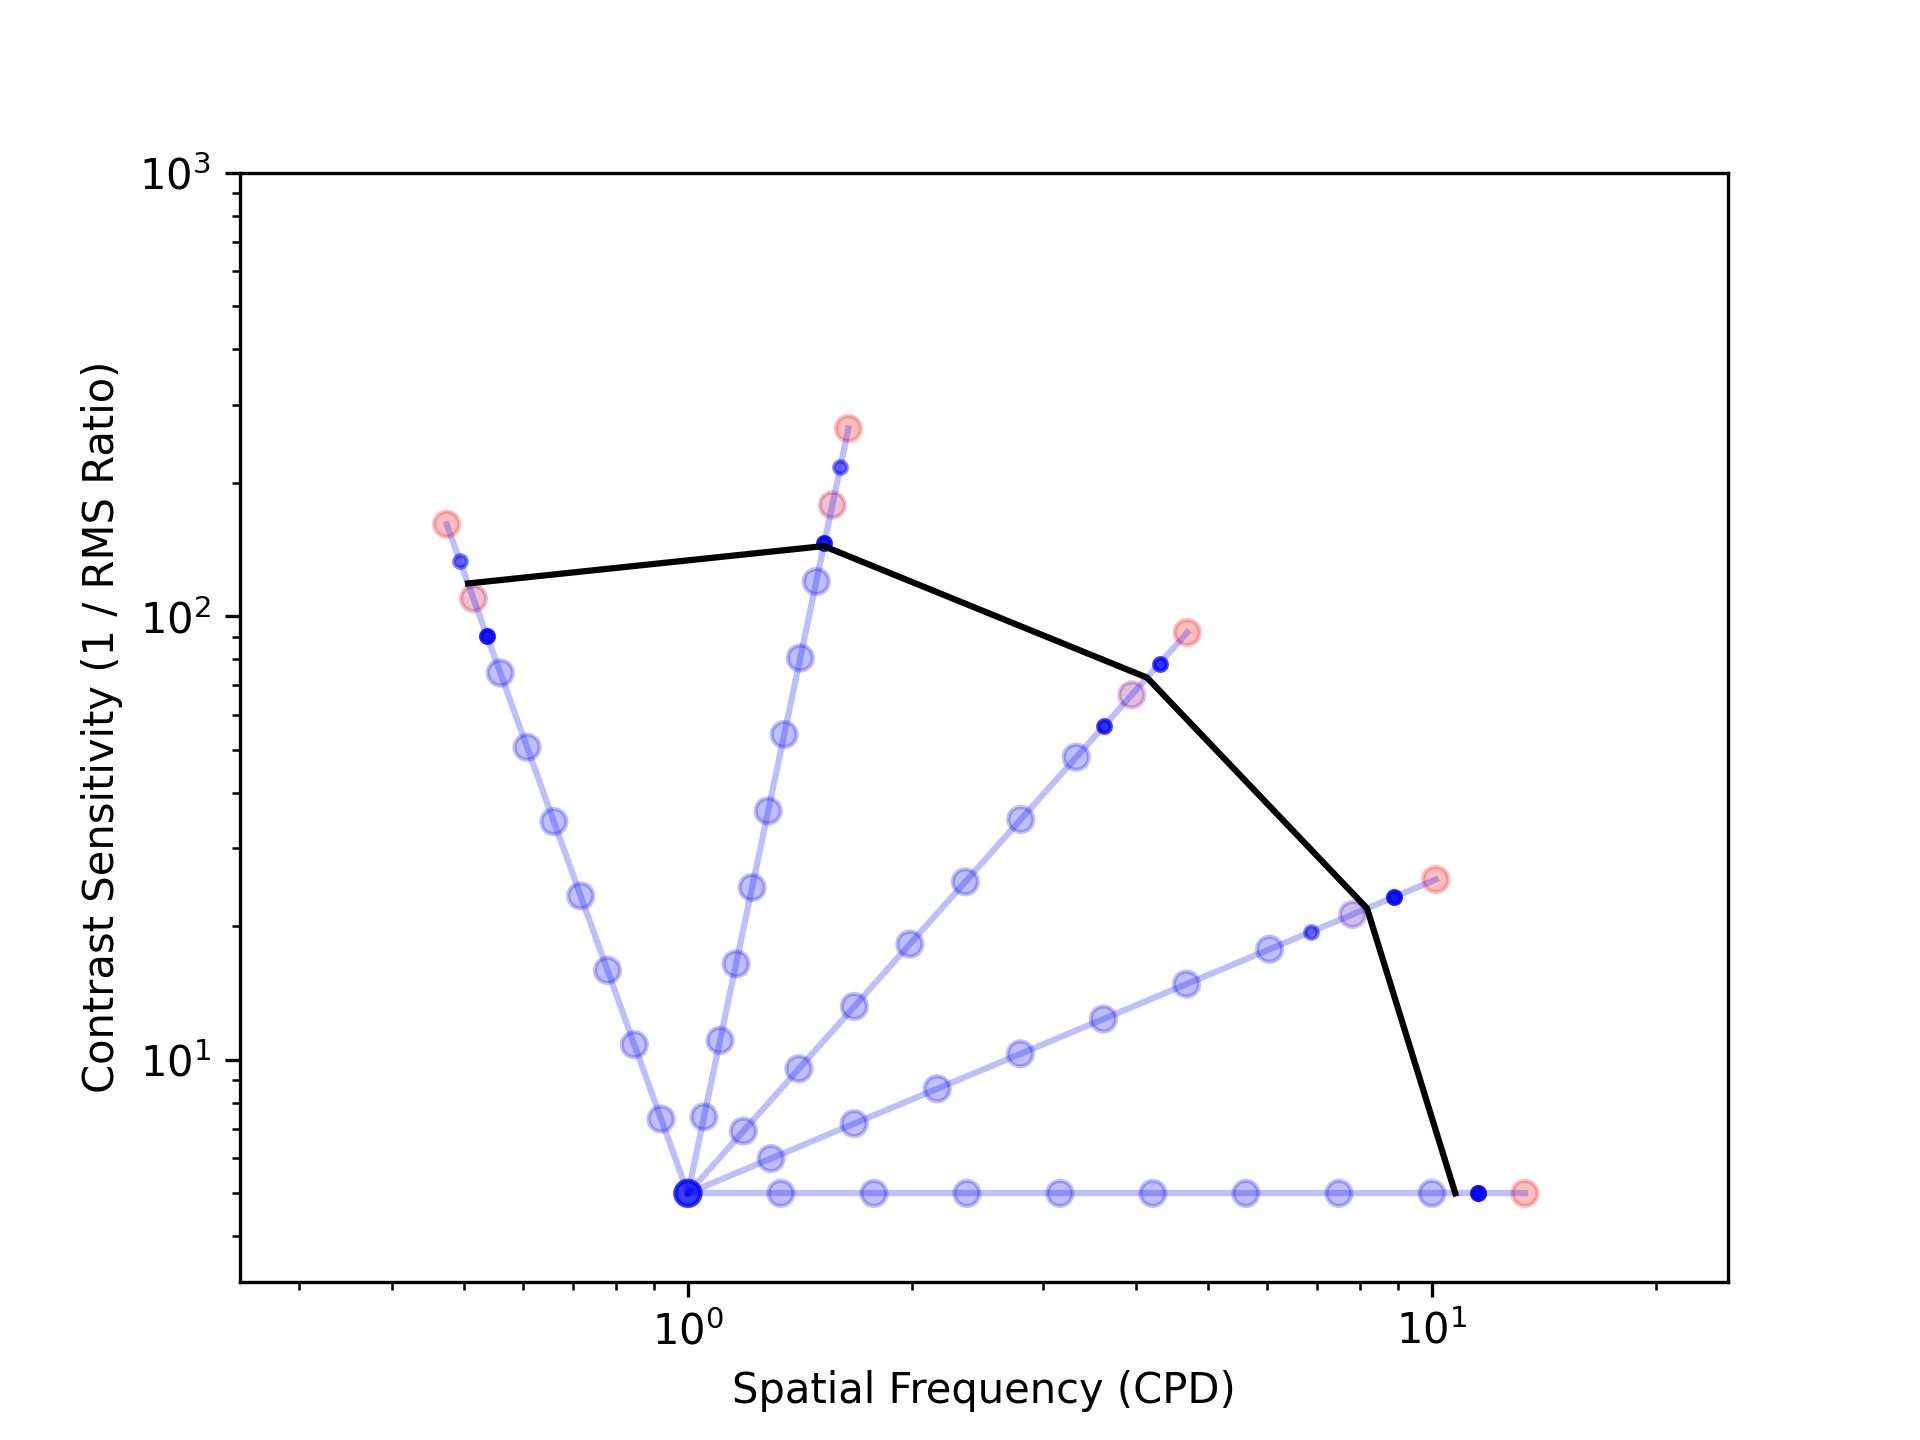 10³
10²
10¹
10⁰
10¹
Contrast Sensitivity (1 / RMS Ratio)
Spatial Frequency (CPD)